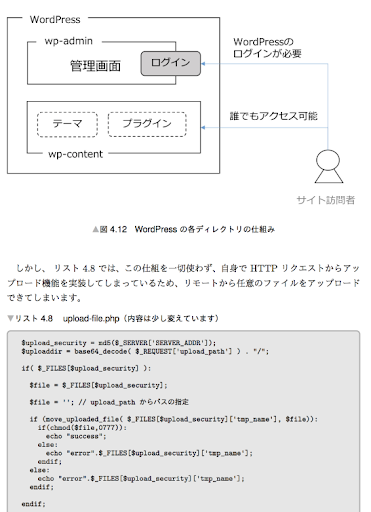 WordPress
wp-admin
管理画面
ログイン
WordPressの
ログインが必要
テーマ
プラグイン
誰でもアクセス可能
wp-content
サイト訪問者
▲図 4.12 WordPress の各ディレクトリの仕組み
しかし、 リスト 4.8 では、この仕組を一切使わず、自身で HTTP リクエストからアッ
プロード機能を実装してしまっているため、リモートから任意のファイルをアップロード
できてしまいます。
▼リスト 4.8 upload-file.php（内容は少し変えています）
$upload_security = md5($_SERVER['SERVER_ADDR']);
$uploaddir = base64_decode( $_REQUEST['upload_path'] ) . "/";
if( $_FILES[$upload_security] ):
$file = $_FILES[$upload_security];
$file = ''; // upload_path からパスの指定
if (move_uploaded_file( $_FILES[$upload_security]['tmp_name'], $file)):
if(chmod($file,0777)):
echo "success";
else:
echo "error".$_FILES[$upload_security]['tmp_name'];
endif;
else:
echo "error".$_FILES[$upload_security]['tmp_name'];
endif;
endif;